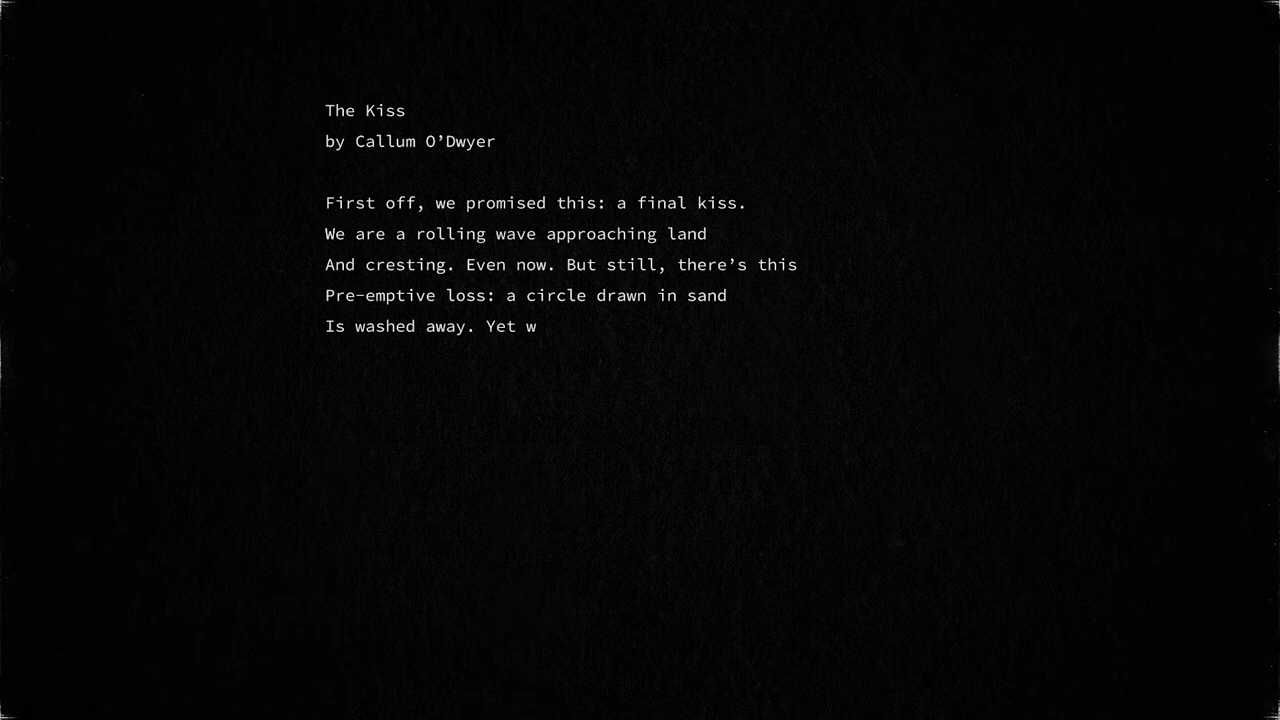 The Kiss
by Callum O’Dwyer
First off, we promised this: a final kiss.
We are a rolling wave approaching land
And cresting. Even now. But still, there’s this
Pre-emptive loss: a circle drawn in sand
Is washed away. Yet w